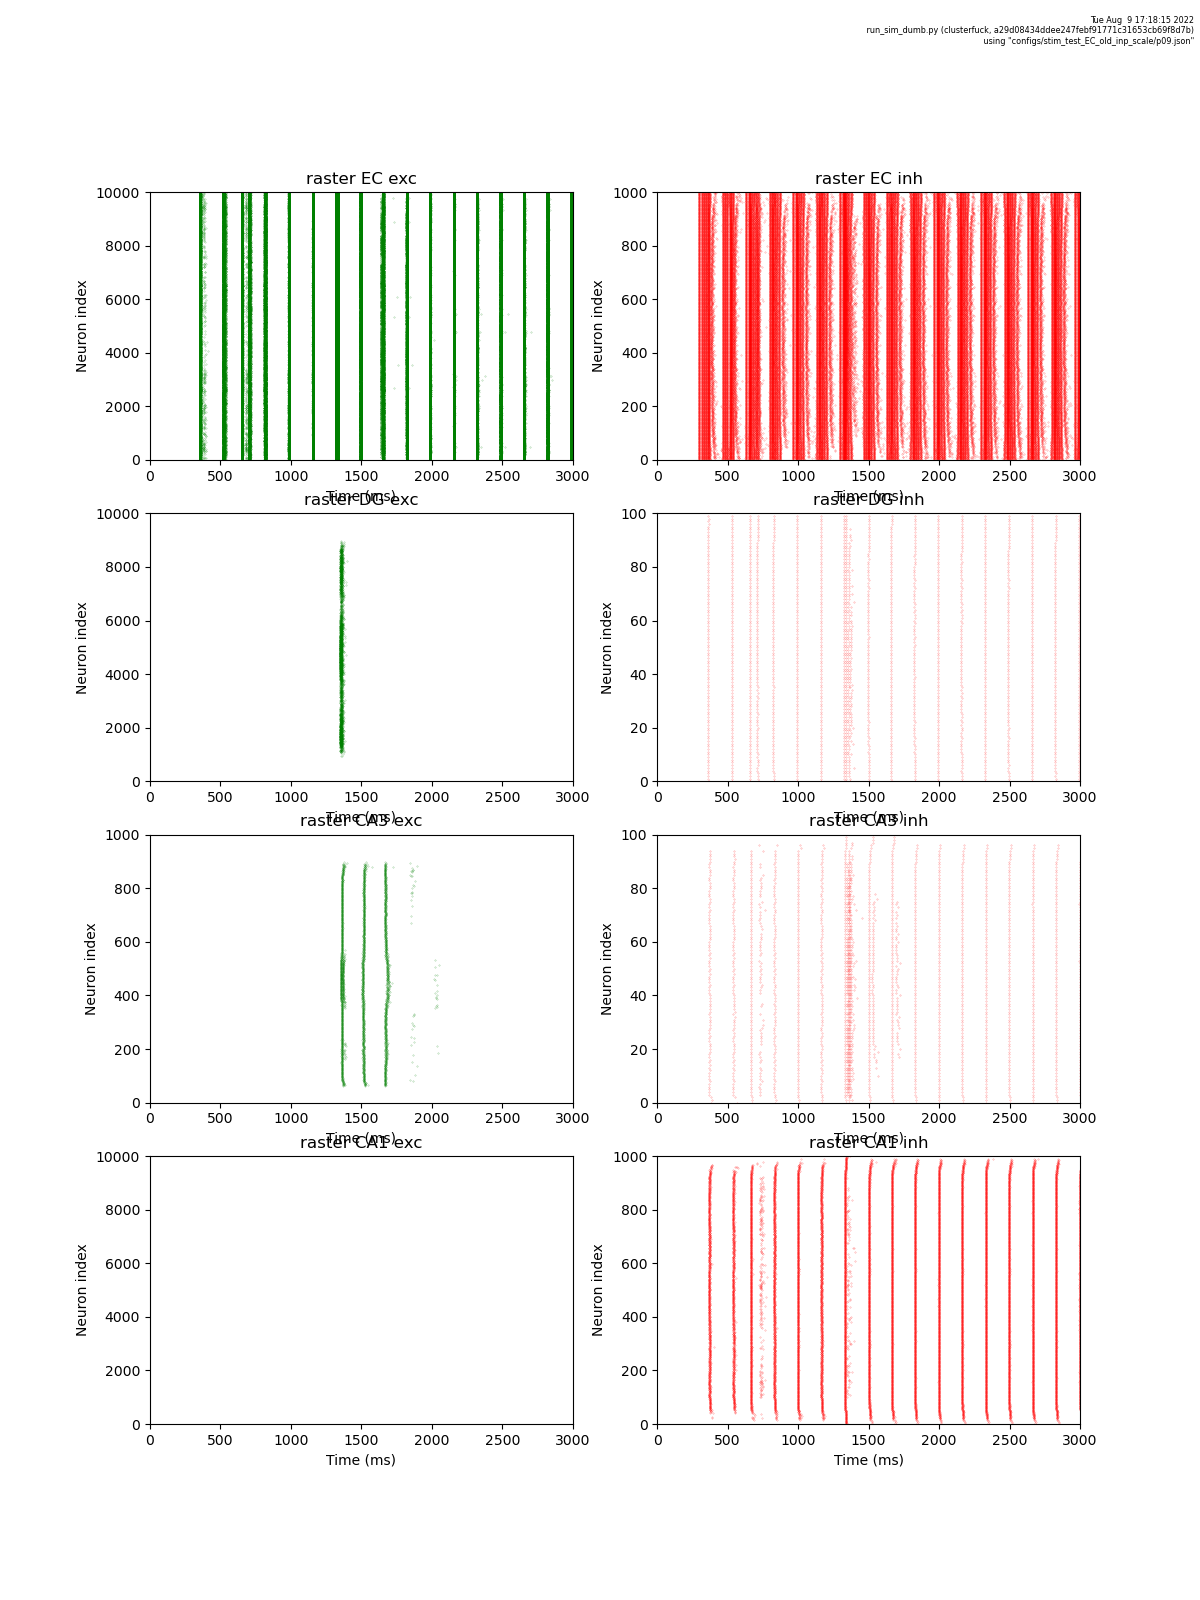 Tue Aug  9 17:18:15 2022
run_sim_dumb.py (clusterfuck, a29d08434ddee247febf91771c31653cb69f8d7b)
using "configs/stim_test_EC_old_inp_scale/p09.json"
raster EC exc
10000
8000
6000
4000
2000
0
Neuron index
0 500 1000 1500 2000 2500 3000
Time (ms)
raster EC inh
1000
800
600
400
200
0
Neuron index
0 500 1000 1500 2000 2500 3000
Time (ms)
raster DG exc
10000
8000
6000
4000
2000
0
Neuron index
0 500 1000 1500 2000 2500 3000
Time (ms)
raster DG inh
100
80
60
40
20
0
Neuron index
0 500 1000 1500 2000 2500 3000
Time (ms)
raster CA3 exc
1000
800
600
400
200
0
Neuron index
0 500 1000 1500 2000 2500 3000
Time (ms)
raster CA3 inh
100
80
60
40
20
0
Neuron index
0 500 1000 1500 2000 2500 3000
Time (ms)
raster CA1 exc
10000
8000
6000
4000
2000
0
Neuron index
0 500 1000 1500 2000 2500 3000
Time (ms)
raster CA1 inh
1000
800
600
400
200
0
Neuron index
0 500 1000 1500 2000 2500 3000
Time (ms)